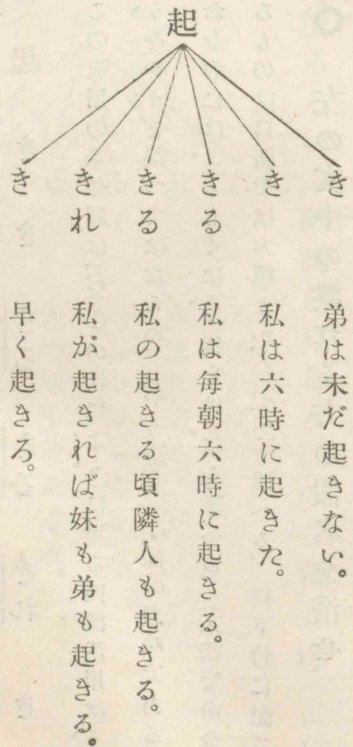 起
き 弟は未だ起きない。
き 私は六時に起きた。
きる 私は毎朝六時に起きる。
きる 私の起きる頃隣人も起きる。
きれ 私が起きれば妹も弟も起きる。
き 早く起きろ。